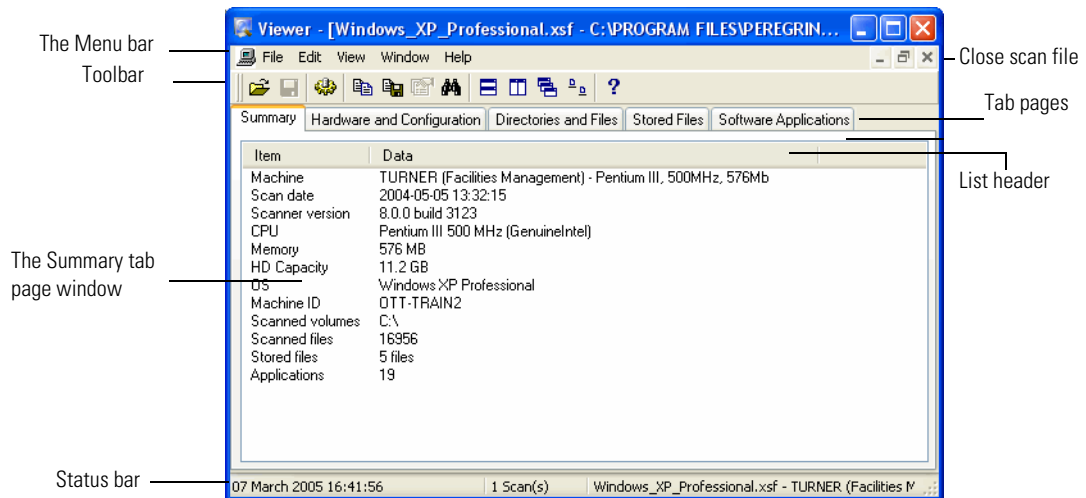 Viewer - [Windows_XP_Professional.xsf - C:\PROGRAM FILES\PEREGRIN...
The Menu bar
File Edit View Window Help
Close scan file
Toolbar
?
Tab pages
Summary Hardware and Configuration Directories and Files Stored Files Software Applications
Item Data
List header
Machine TURNER (Facilities Management) - Pentium III, 500MHz, 576Mb
Scan date 2004-05-05 13:32:15
Scanner version 8.0.0 build 3123
CPU Pentium III 500 MHz (GenuineIntel)
Memory 576 MB
The Summary tab
page window
HD Capacity 11.2 GB
OS Windows XP Professional
Machine ID OTT-TRAIN2
Scanned volumes C:\
Scanned files 16956
Stored files 5 files
Applications 19
Status bar
07 March 2005 16:41:56 1 Scan(s) Windows_XP_Professional.xsf - TURNER (Facilities M